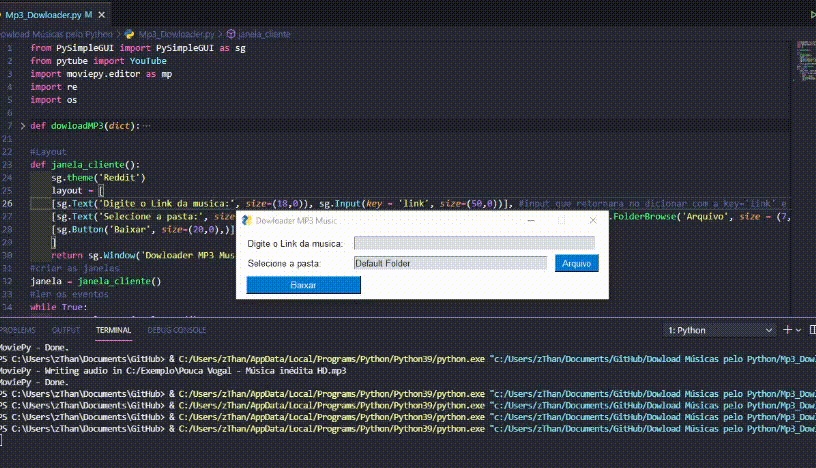 Mp3_Dowloader.py M
Dowload Músicas pelo Python > Mp3_Dowloader.py > janela_cliente
1 from PySimpleGUI import PySimpleGUI as sg
2 from pytube import YouTube
3 import moviepy.editor as mp
4 import re
5 import os
6
7 def dowloadMP3(dict):
21
22 #Layout
23 def janela_cliente():
24 sg.theme('Reddit')
25 layout = [
26 [sg.Text('Digite o Link da musica:', size=(18,0)), sg.Input(key = 'link', size=(50,0))], #input que retornara no dicionar com a key='link' e
27 [sg.Text('Selecione a pasta:', size .FolderBrowse('Arquivo', size = (7,
28 [sg.Button('Baixar', size=(20,0),)]
29 ]
30 return sg.Window('Dowloader MP3 Mus
31 #criar as janelas
32 janela = janela_cliente()
33 #ler os eventos
34 while True:
Dowloader MP3 Music
Digite o Link da musica:
Selecione a pasta: Default Folder Arquivo
Baixar
PROBLEMS OUTPUT TERMINAL DEBUG CONSOLE 1: Python
MoviePy - Done.
PS C:\Users\zThan\Documents\GitHub> & C:/Users/zThan/AppData/Local/Programs/Python/Python39/python.exe "c:/Users/zThan/Documents/GitHub/Dowload Músicas pelo Python/Mp3_Dow
MoviePy - Writing audio in C:/Exemplo\Pouca Vogal - Música inédita HD.mp3
MoviePy - Done.
PS C:\Users\zThan\Documents\GitHub> & C:/Users/zThan/AppData/Local/Programs/Python/Python39/python.exe "c:/Users/zThan/Documents/GitHub/Dowload Músicas pelo Python/Mp3_Dow
PS C:\Users\zThan\Documents\GitHub> & C:/Users/zThan/AppData/Local/Programs/Python/Python39/python.exe "c:/Users/zThan/Documents/GitHub/Dowload Músicas pelo Python/Mp3_Dow
PS C:\Users\zThan\Documents\GitHub> & C:/Users/zThan/AppData/Local/Programs/Python/Python39/python.exe "c:/Users/zThan/Documents/GitHub/Dowload Músicas pelo Python/Mp3_Dow
PS C:\Users\zThan\Documents\GitHub> & C:/Users/zThan/AppData/Local/Programs/Python/Python39/python.exe "c:/Users/zThan/Documents/GitHub/Dowload Músicas pelo Python/Mp3_Dow